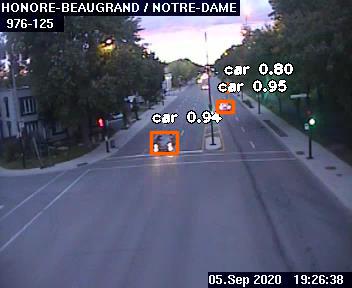 HONORE-BEAUGRAND / NOTRE-DAME
976-125
car 0.80
car 0.95
car 0.94
05.Sep 2020 19:26:38